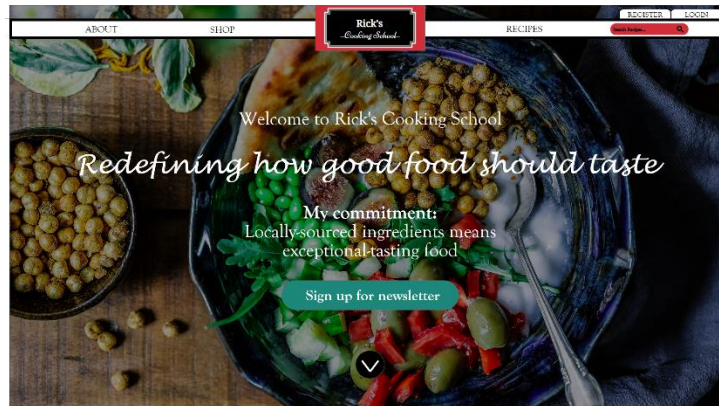 REGISTER
LOGIN
ABOUT
SHOP
Rick's
-Cooking School-
RECIPES
Search Recipes...
Welcome to Rick's Cooking School
Redefining how good food should taste
My commitment:
Locally-sourced ingredients means
exceptional-tasting food
Sign up for newsletter